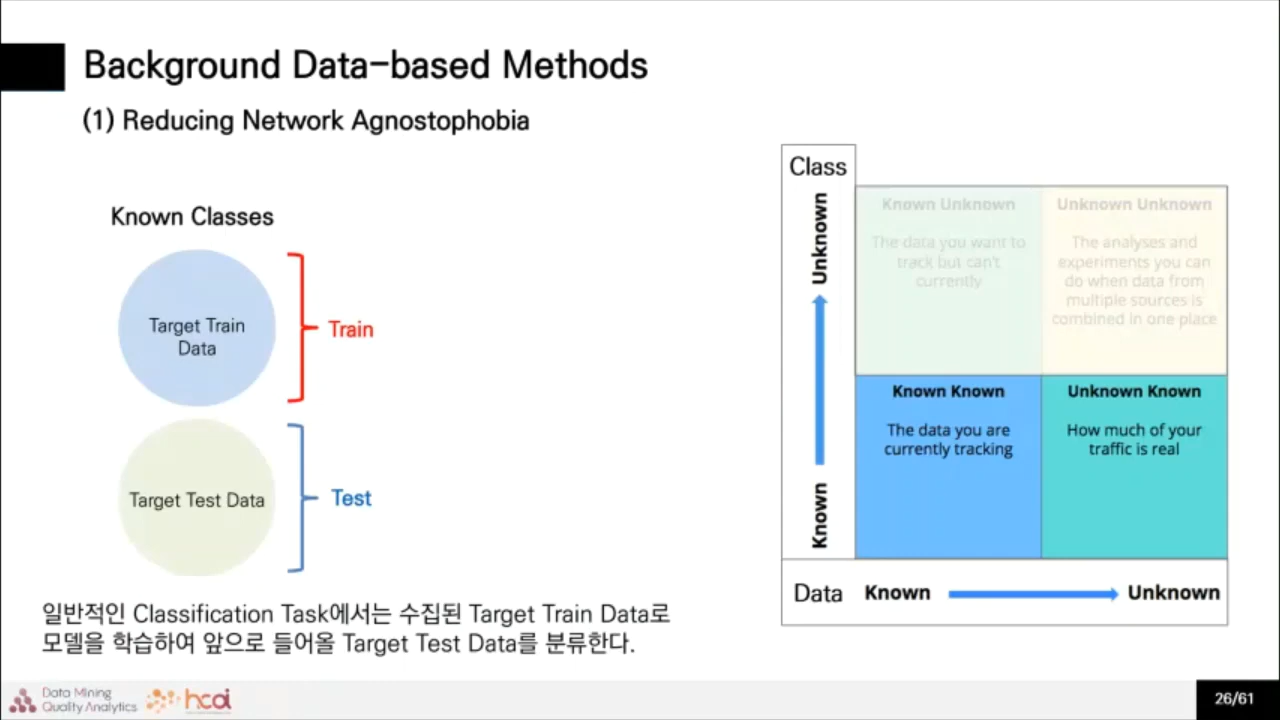 Background Data-based Methods
(1) Reducing Network Agnostophobia
Known Classes
Target Train
Data
Train
Target Test Data
Test
일반적인 Classification Task에서는 수집된 Target Train Data로
모델을 학습하여 앞으로 들어올 Target Test Data를 분류한다.
Class
Unknown
Known
Known Unknown
The data you want to
track but can't
currently
Unknown Unknown
The analyses and
experiments you can
do when data from
multiple sources is
combined in one place
Known Known
The data you are
currently tracking
Unknown Known
How much of your
traffic is real
Data
Known
Unknown
Data Mining
Quality Analytics
hcai
26/61